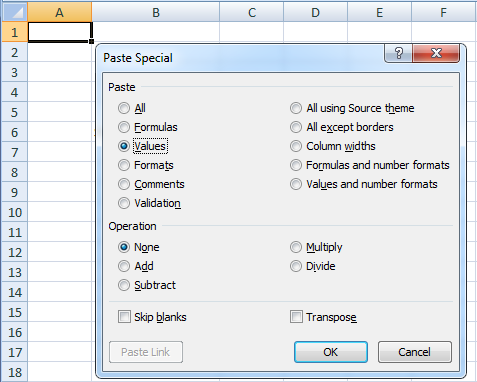 A B C D E F
1
2
Paste Special ?
3
4
Paste
5
All All using Source theme
6
Formulas All except borders
7
Values Column widths
8
Formats Formulas and number formats
9
Comments Values and number formats
10
Validation
11
Operation
12
None Multiply
13
Add Divide
14
Subtract
15
Skip blanks Transpose
16
17
Paste Link OK Cancel
18